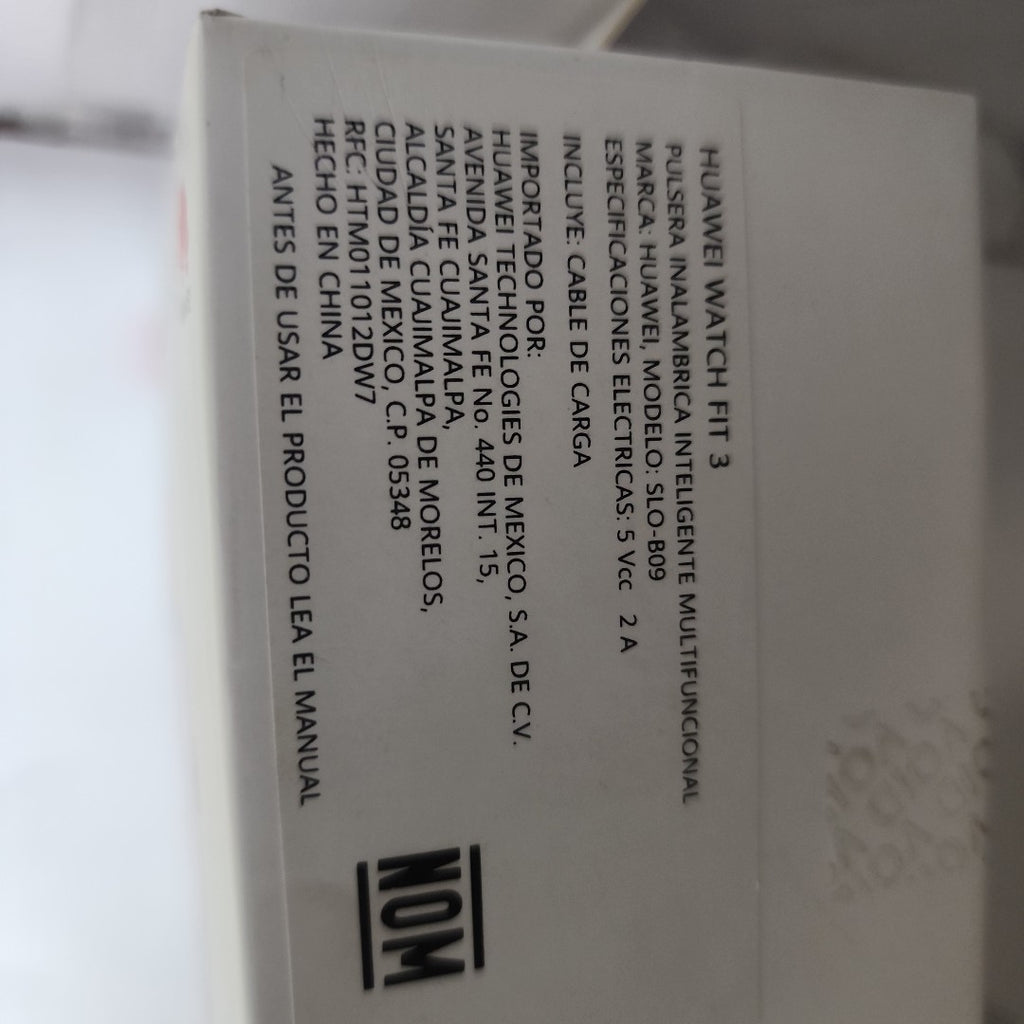 HUAWEI WATCH FIT 3
PULSERA INALAMBRICA INTELIGENTE MULTIFUNCIONAL
MARCA: HUAWEI, MODELO: SLO-B09
ESPECIFICACIONES ELECTRICAS: 5 Vcc 2 A
INCLUYE: CABLE DE CARGA
IMPORTADO POR:
HUAWEI TECHNOLOGIES DE MEXICO, S.A. DE C.V.
AVENIDA SANTA FE No. 440 INT. 15,
SANTA FE CUAJIMALPA,
ALCALDÍA CUAJIMALPA DE MORELOS,
CIUDAD DE MEXICO, C.P. 05348
RFC: HTM011012DW7
HECHO EN CHINA
ANTES DE USAR EL PRODUCTO LEA EL MANUAL
NOM